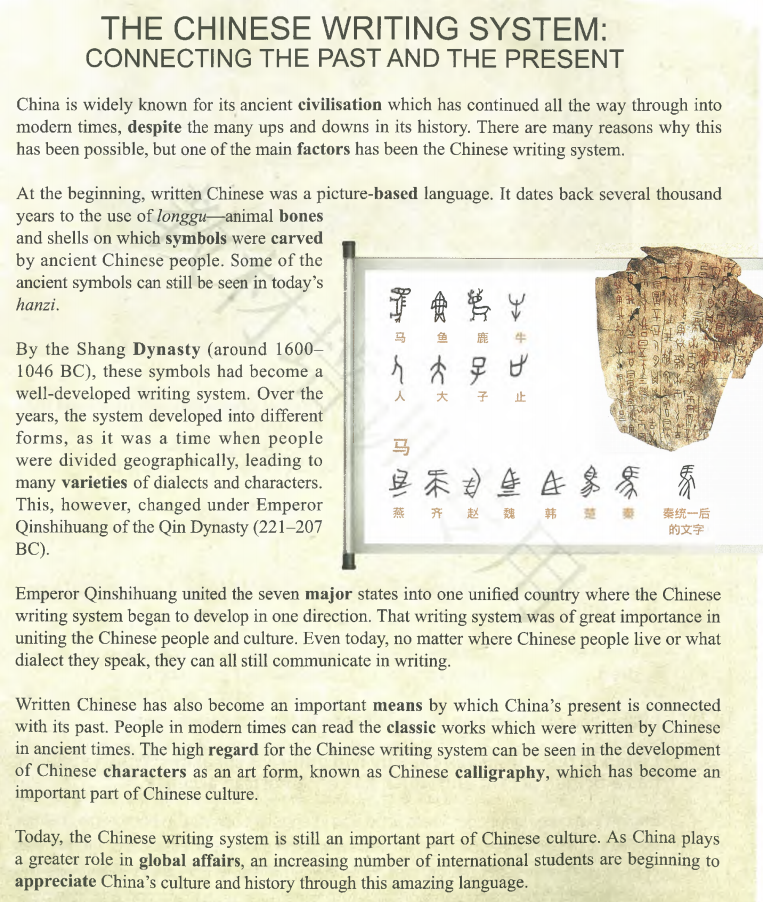 THE CHINESE WRITING SYSTEM:
CONNECTING THE PAST AND THE PRESENT
China is widely known for its ancient civilisation which has continued all the way through into
modern times, despite the many ups and downs in its history. There are many reasons why this
has been possible, but one of the main factors has been the Chinese writing system.
At the beginning, written Chinese was a picture-based language. It dates back several thousand
years to the use of longgu—animal bones
and shells on which symbols were carved
by ancient Chinese people. Some of the
ancient symbols can still be seen in today's
hanzi.
By the Shang Dynasty (around 1600–
1046 BC), these symbols had become a
well-developed writing system. Over the
years, the system developed into different
forms, as it was a time when people
were divided geographically, leading to
many varieties of dialects and characters.
This, however, changed under Emperor
Qinshihuang of the Qin Dynasty (221–207
BC).
马 鱼 鹿 牛
人 大 子 止
马
燕 齐 赵 魏 韩 楚 秦 秦统一后
的文字
Emperor Qinshihuang united the seven major states into one unified country where the Chinese
writing system began to develop in one direction. That writing system was of great importance in
uniting the Chinese people and culture. Even today, no matter where Chinese people live or what
dialect they speak, they can all still communicate in writing.
Written Chinese has also become an important means by which China's present is connected
with its past. People in modern times can read the classic works which were written by Chinese
in ancient times. The high regard for the Chinese writing system can be seen in the development
of Chinese characters as an art form, known as Chinese calligraphy, which has become an
important part of Chinese culture.
Today, the Chinese writing system is still an important part of Chinese culture. As China plays
a greater role in global affairs, an increasing number of international students are beginning to
appreciate China's culture and history through this amazing language.